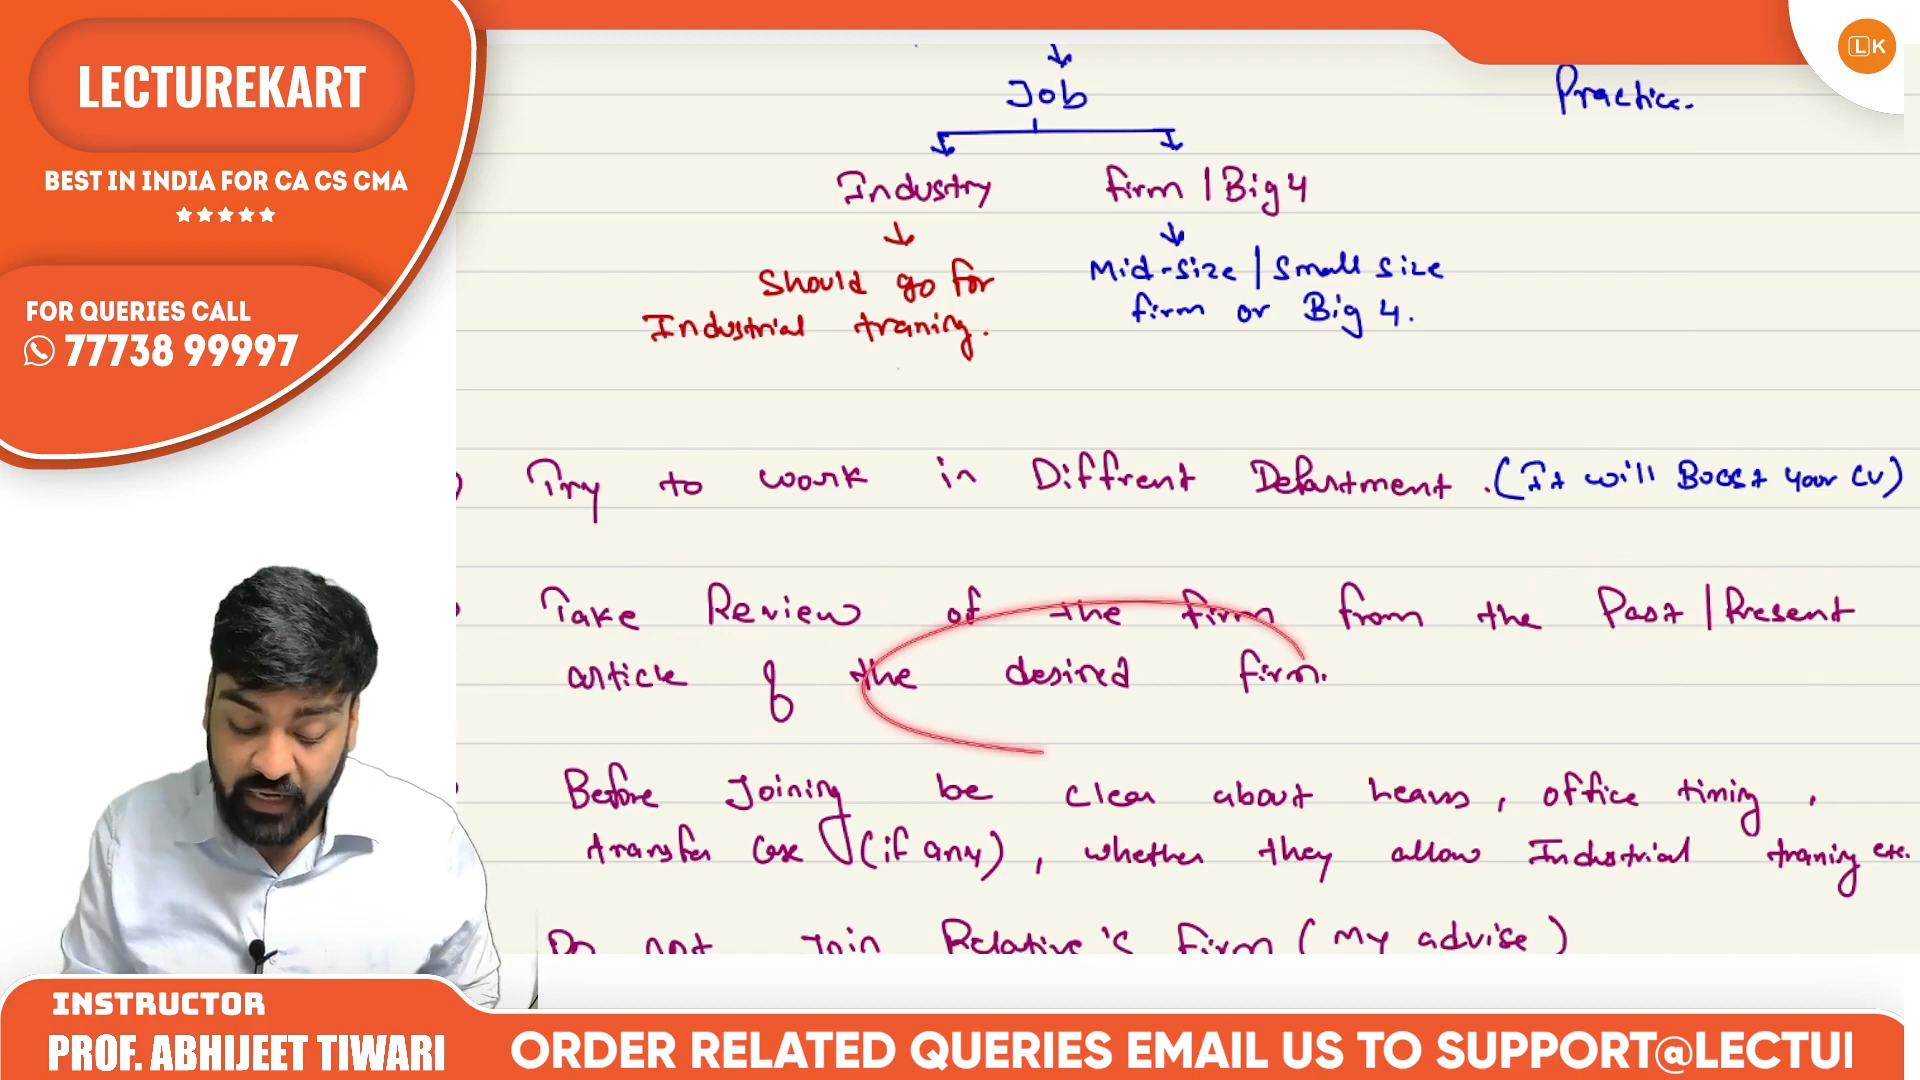 LECTUREKART
BEST IN INDIA FOR CA CS CMA
FOR QUERIES CALL
77738 99997
LK
Job
Practice.
Industry
firm | Big 4
Should go for
Industrial traning.
Mid-size | Small size
firm or Big 4.
) Try to work in Diffrent Department . (It will Boost your CV)
Take Review of the firm from the Past | Present
article of the desired firm.
Before Joining be clear about leaves, office timing,
transfer case (if any), whether they allow Industrial traning etc.
Do not Join Relative's Firm (My advise)
INSTRUCTOR
PROF. ABHIJEET TIWARI
ORDER RELATED QUERIES EMAIL US TO SUPPORT@LECTU